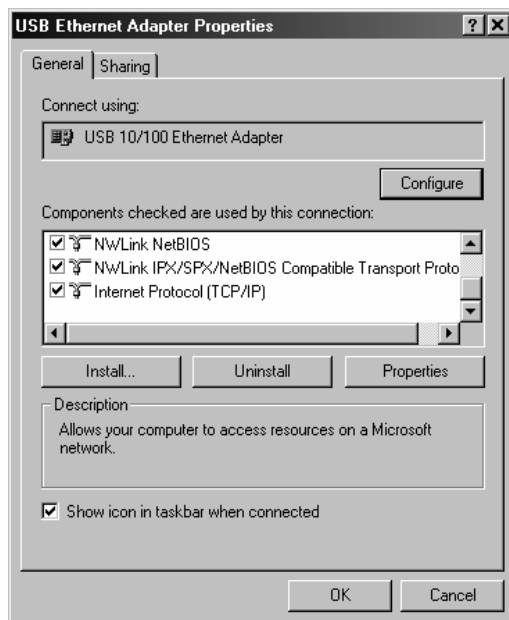 USB Ethernet Adapter Properties
General
Sharing
Connect using:
USB 10/100 Ethernet Adapter
Configure
Components checked are used by this connection:
NWLink NetBIOS
NWLink IPX/SPX/NetBIOS Compatible Transport Proto
Internet Protocol (TCP/IP)
Install...
Uninstall
Properties
Description
Allows your computer to access resources on a Microsoft
network.
Show icon in taskbar when connected
OK
Cancel